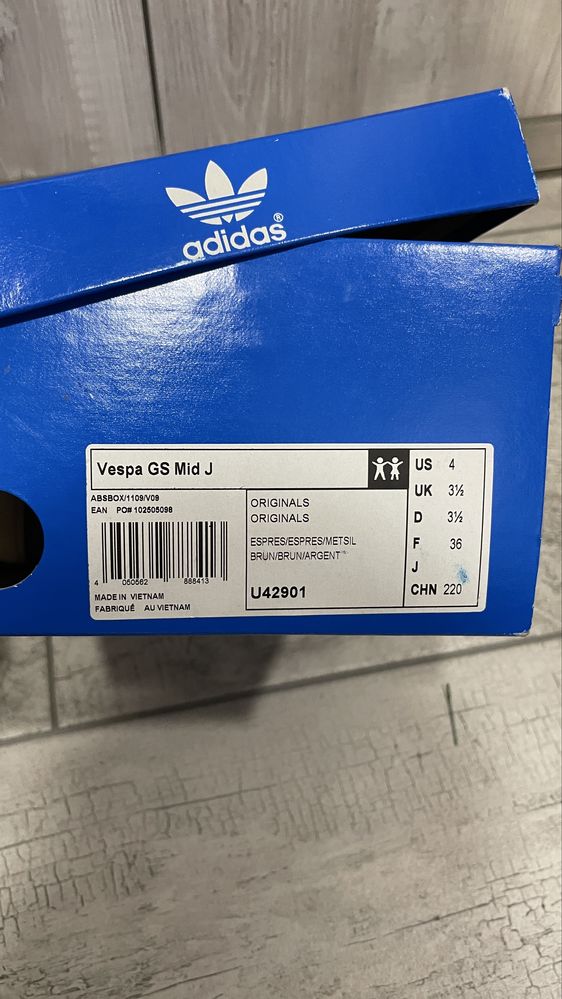 adidas®
Vespa GS Mid J
ABSBOX/1109/V09
EAN PO# 102505098
4 050562 888413
MADE IN VIETNAM
FABRIQUÉ AU VIETNAM
ORIGINALS
ORIGINALS
ESPRES/ESPRES/METSIL
BRUN/BRUN/ARGENT
U42901
US 4
UK 3½
D 3½
F 36
J
CHN 220